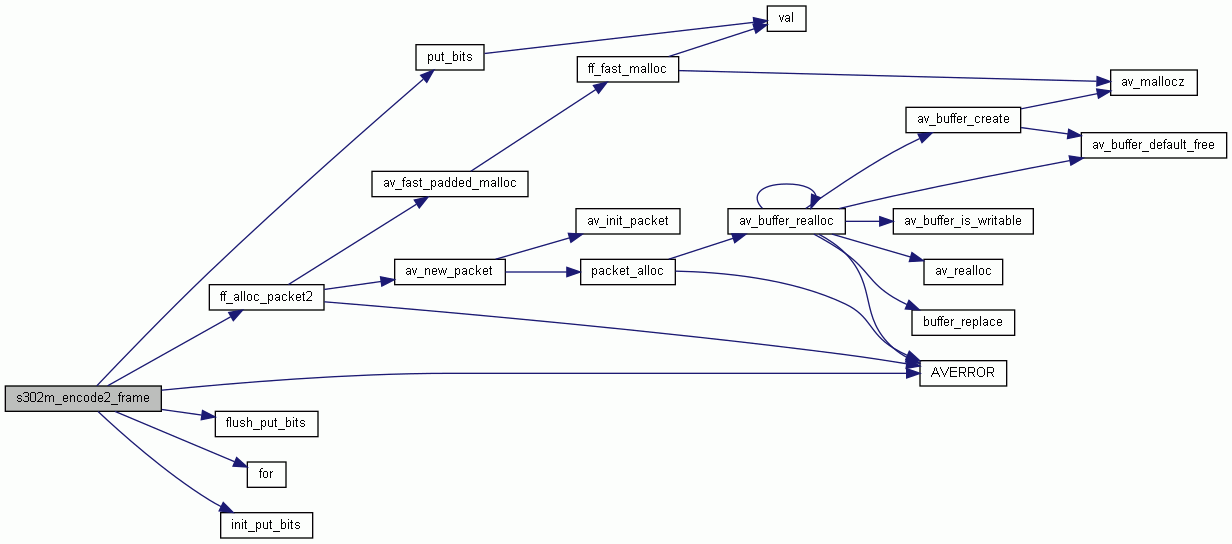 val
put_bits
ff_fast_malloc
av_mallocz
av_buffer_create
av_buffer_default_free
av_fast_padded_malloc
av_init_packet
av_buffer_realloc
av_buffer_is_writable
av_new_packet
packet_alloc
av_realloc
ff_alloc_packet2
buffer_replace
AVERROR
s302m_encode2_frame
flush_put_bits
for
init_put_bits